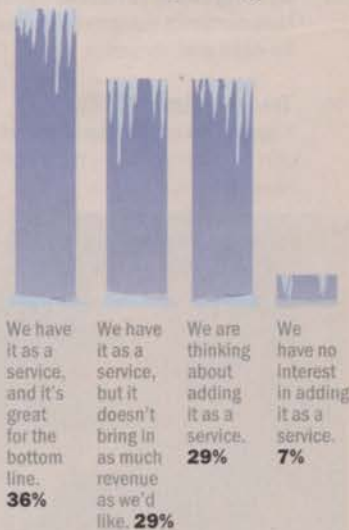 We have
it as a
service,
and it's
great
for the
bottom
line.
36%
We have
it as a
service,
but it
doesn't
bring in
as much
revenue
as we'd
like. 29%
We are
thinking
about
adding
it as a
service.
29%
We
have no
interest
in adding
it as a
service.
7%